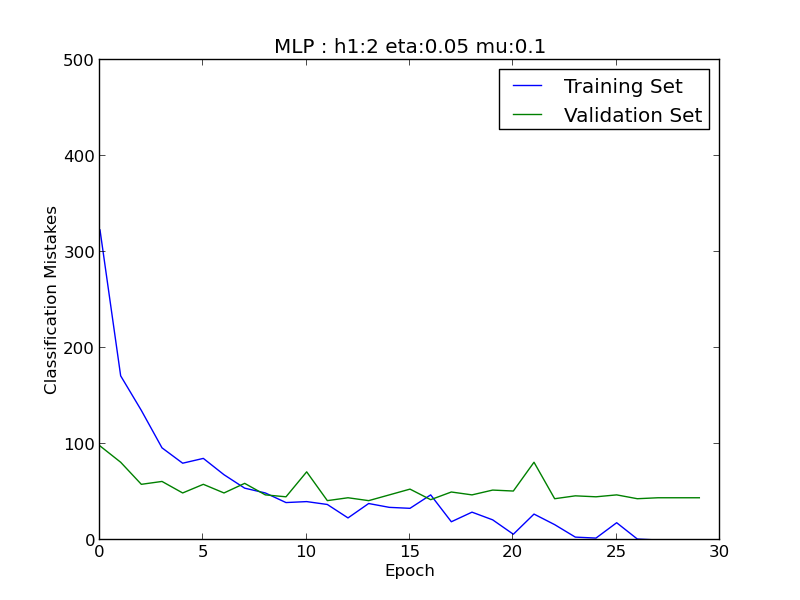 MLP : h1:2 eta:0.05 mu:0.1
500
400
300
200
100
0
Classification Mistakes
Training Set
Validation Set
0 5 10 15 20 25 30
Epoch